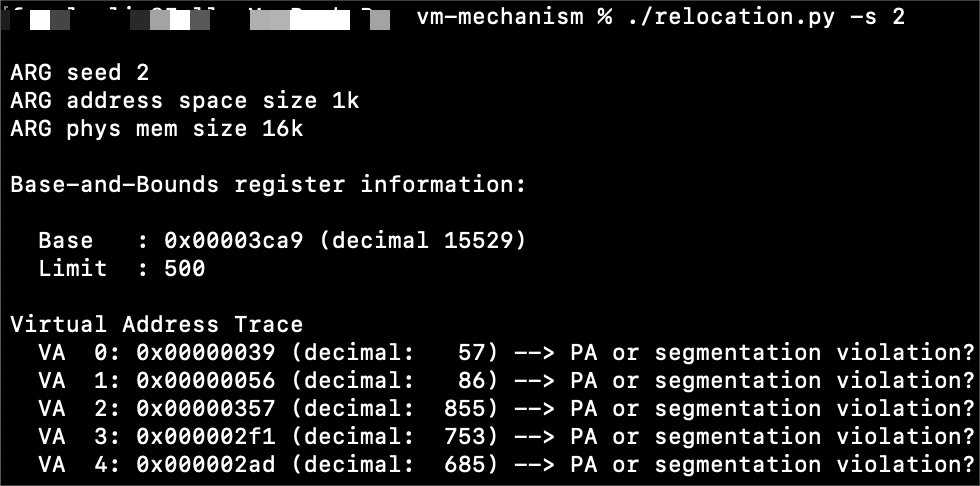 vm-mechanism % ./relocation.py -s 2
ARG seed 2
ARG address space size 1k
ARG phys mem size 16k
Base-and-Bounds register information:
Base   : 0x00003ca9 (decimal 15529)
Limit  : 500
Virtual Address Trace
VA  0: 0x00000039 (decimal:   57) --> PA or segmentation violation?
VA  1: 0x00000056 (decimal:   86) --> PA or segmentation violation?
VA  2: 0x00000357 (decimal:  855) --> PA or segmentation violation?
VA  3: 0x000002f1 (decimal:  753) --> PA or segmentation violation?
VA  4: 0x000002ad (decimal:  685) --> PA or segmentation violation?